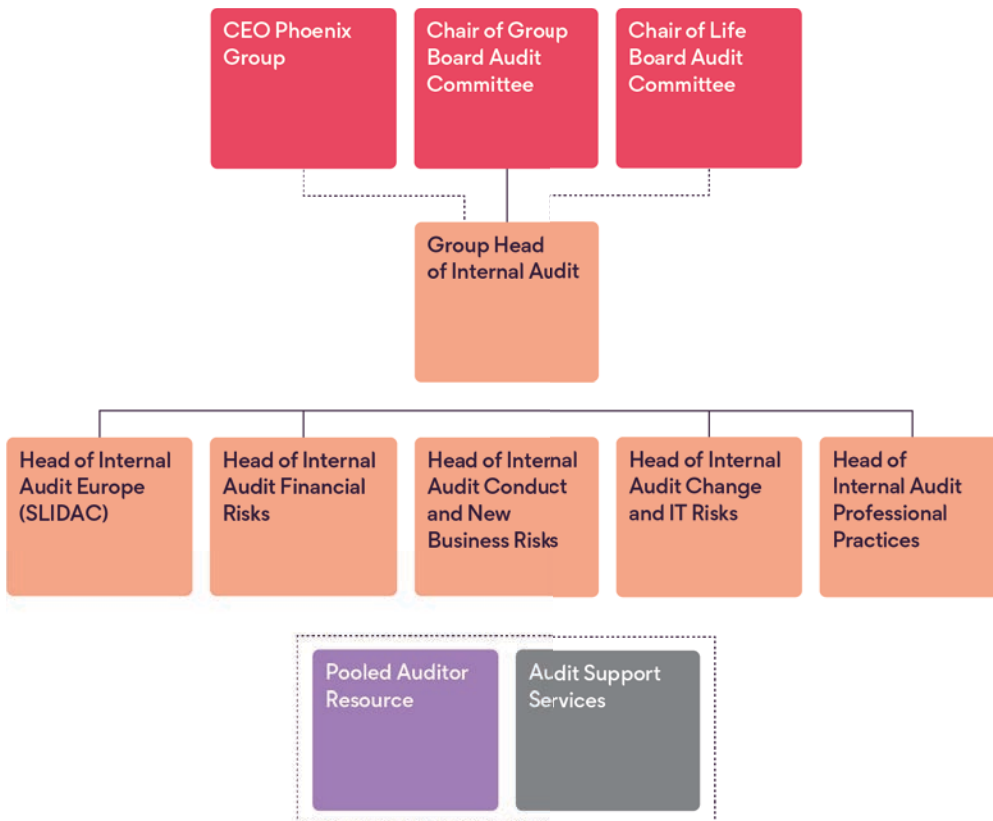 CEO Phoenix
Group
Chair of Group
Board Audit
Committee
Chair of Life
Board Audit
Committee
Group Head
of Internal Audit
Head of Internal
Audit Europe
(SLIDAC)
Head of Internal
Audit Financial
Risks
Head of Internal
Audit Conduct
and New
Business Risks
Head of Internal
Audit Change
and IT Risks
Head of
Internal Audit
Professional
Practices
Pooled Auditor
Resource
Audit Support
Services